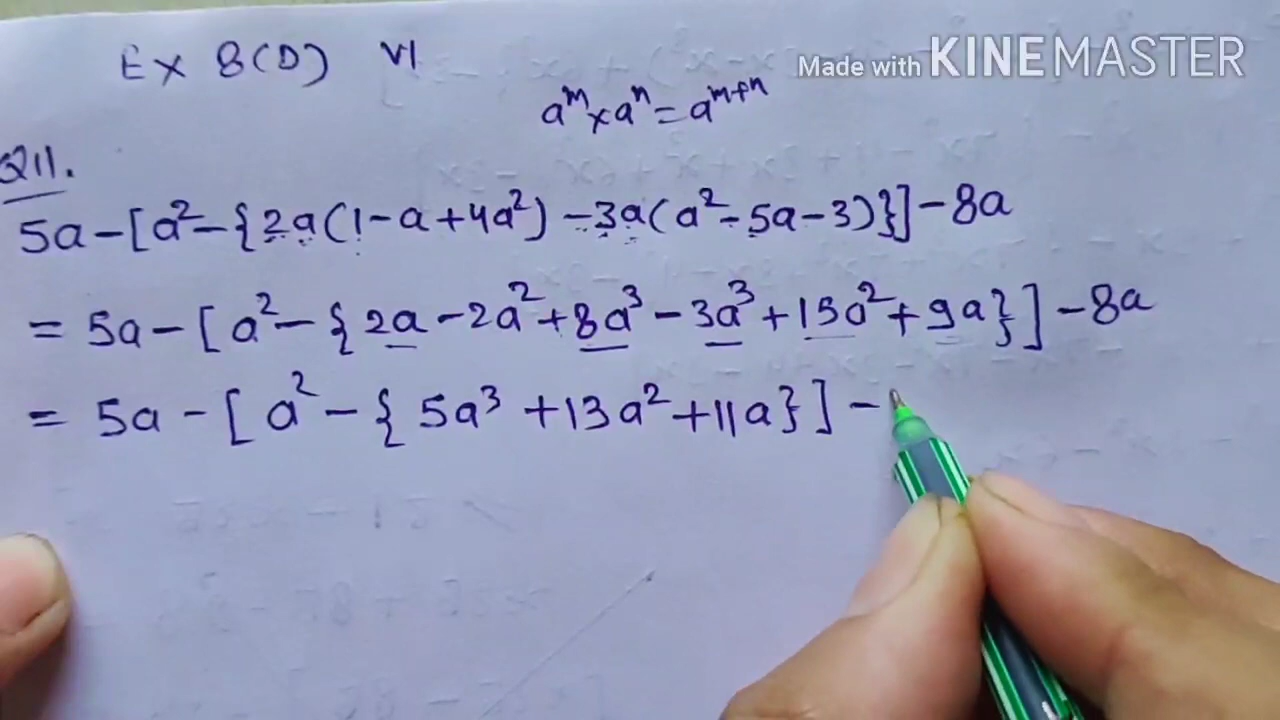 Ex 8(D) VI
Made with KINEMASTER
a^m × a^n = a^m+n
Q11.
5a-[a²-{2a(1-a+4a²)-3a(a²-5a-3)}]-8a
= 5a-[a²-{2a-2a²+8a³-3a³+15a²+9a}]-8a
= 5a-[a²-{5a³+13a²+11a}]-